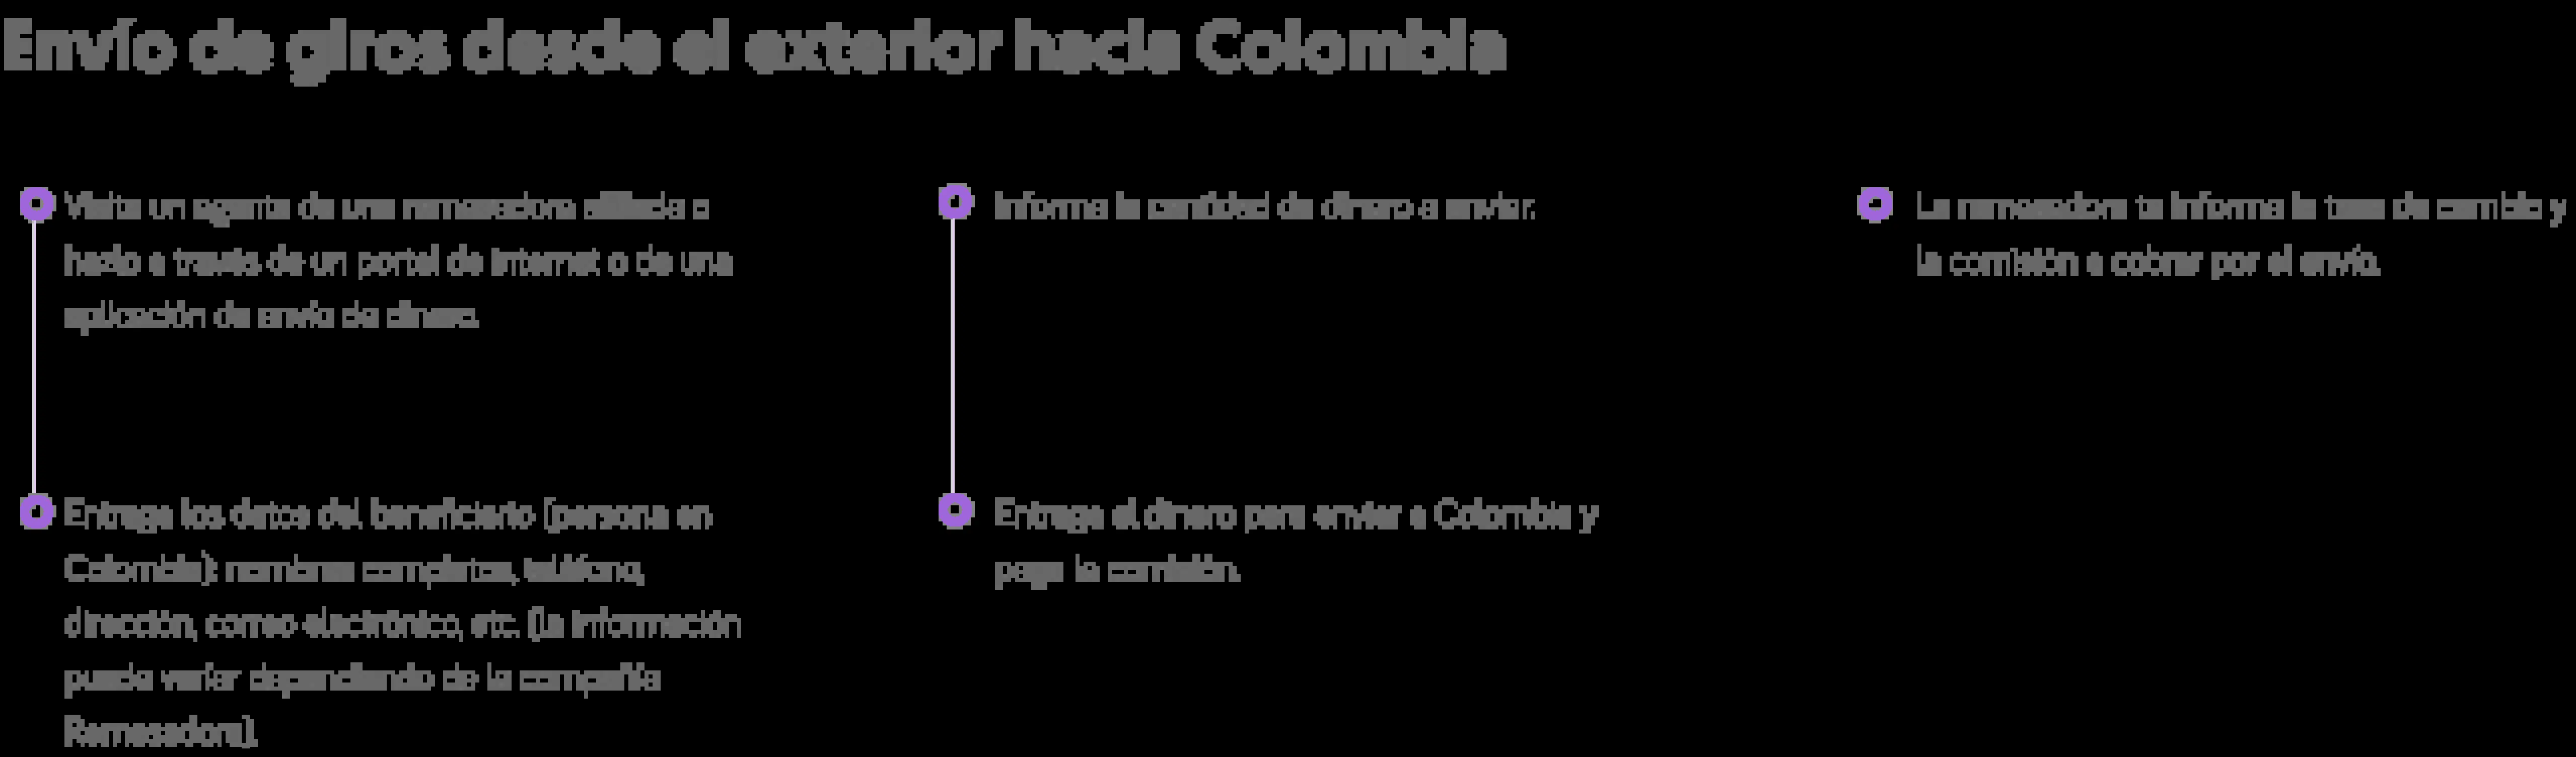 Envío de giros desde el exterior hacia Colombia
Visita un agente de una remesadora afiliada o
hazlo a través de un portal de internet o de una
aplicación de envío de dinero.
Informa la cantidad de dinero a enviar.
La remesadora te informa la tasa de cambio y
la comisión a cobrar por el envío.
Entrega los datos del beneficiario (persona en
Colombia): nombres completos, teléfono,
dirección, correo electrónico, etc. (la información
puede variar dependiendo de la compañía
Remesadora).
Entrega el dinero para enviar a Colombia y
paga la comisión.